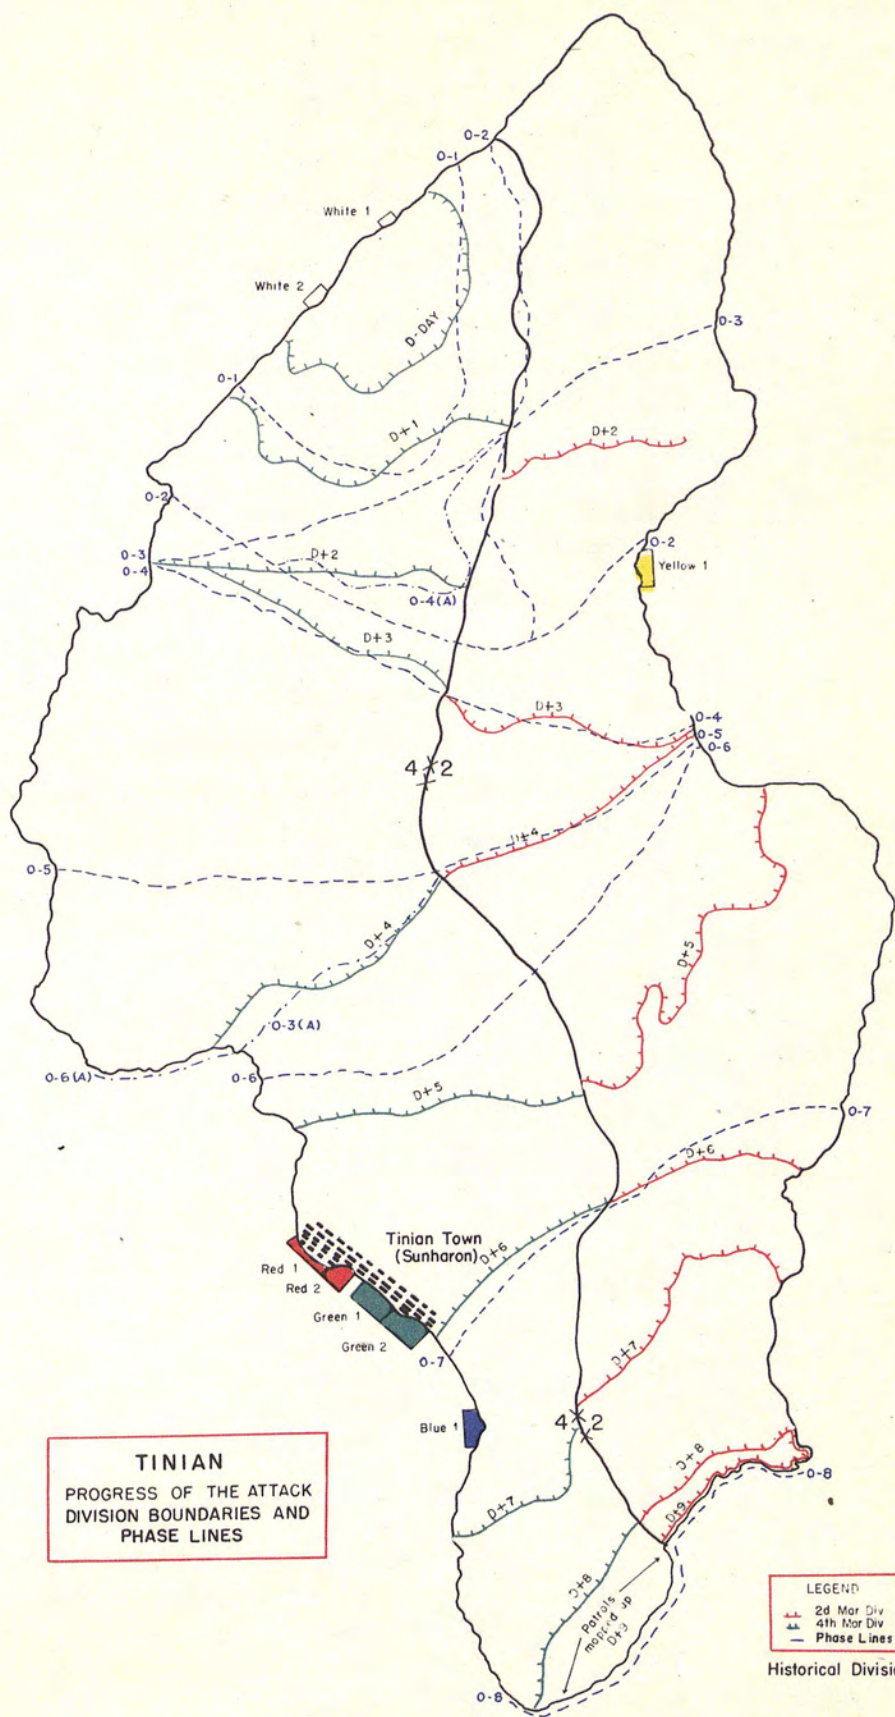 O-2
O-1
White 1
White 2
D-DAY
O-3
O-1
D+1
D+2
O-2
O-3
O-4
D+2
O-2
Yellow 1
O-4(A)
D+3
D+3
O-4
O-5
O-6
4 2
D+4
O-5
D+4
D+5
O-3(A)
O-6(A)
O-6
D+5
O-7
D+6
Tinian Town
(Sunharon)
D+6
Red 1
Red 2
Green 1
Green 2
O-7
D+7
Blue 1
4 2
TINIAN
PROGRESS OF THE ATTACK
DIVISION BOUNDARIES AND
PHASE LINES
D+8
O-8
D+7
D+9
D+8
Patrols
mopped up
D+9
LEGEND
2d Mar Div
4th Mar Div
Phase Lines
Historical Divisi
O-8